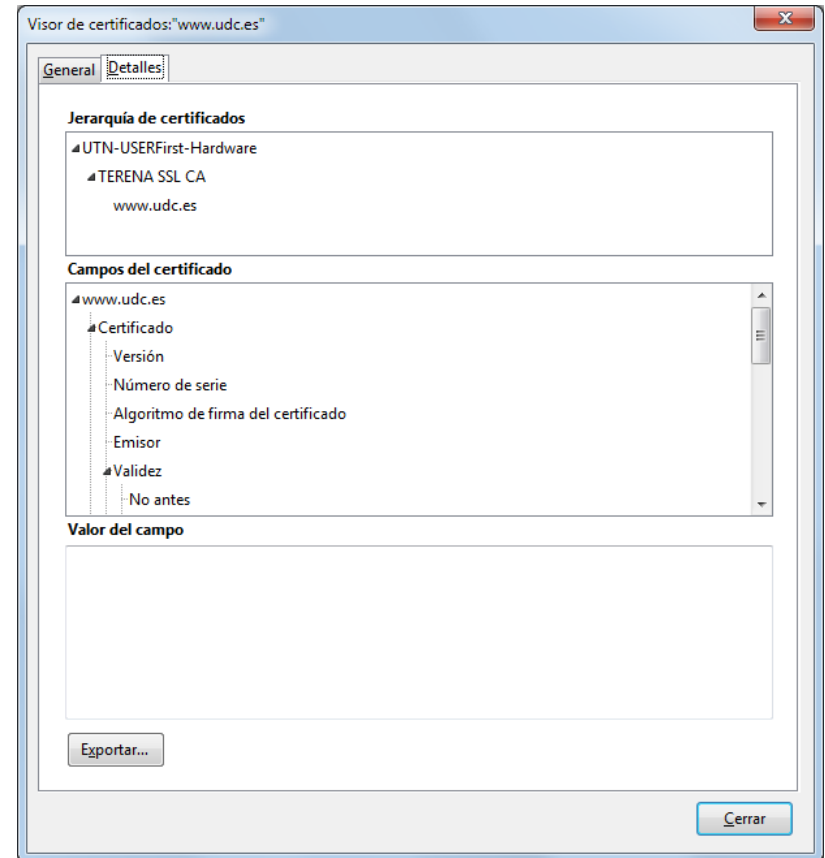 Visor de certificados:"www.udc.es"
General Detalles
Jerarquía de certificados
UTN-USERFirst-Hardware
TERENA SSL CA
www.udc.es
Campos del certificado
www.udc.es
Certificado
Versión
Número de serie
Algoritmo de firma del certificado
Emisor
Validez
No antes
Valor del campo
Exportar...
Cerrar